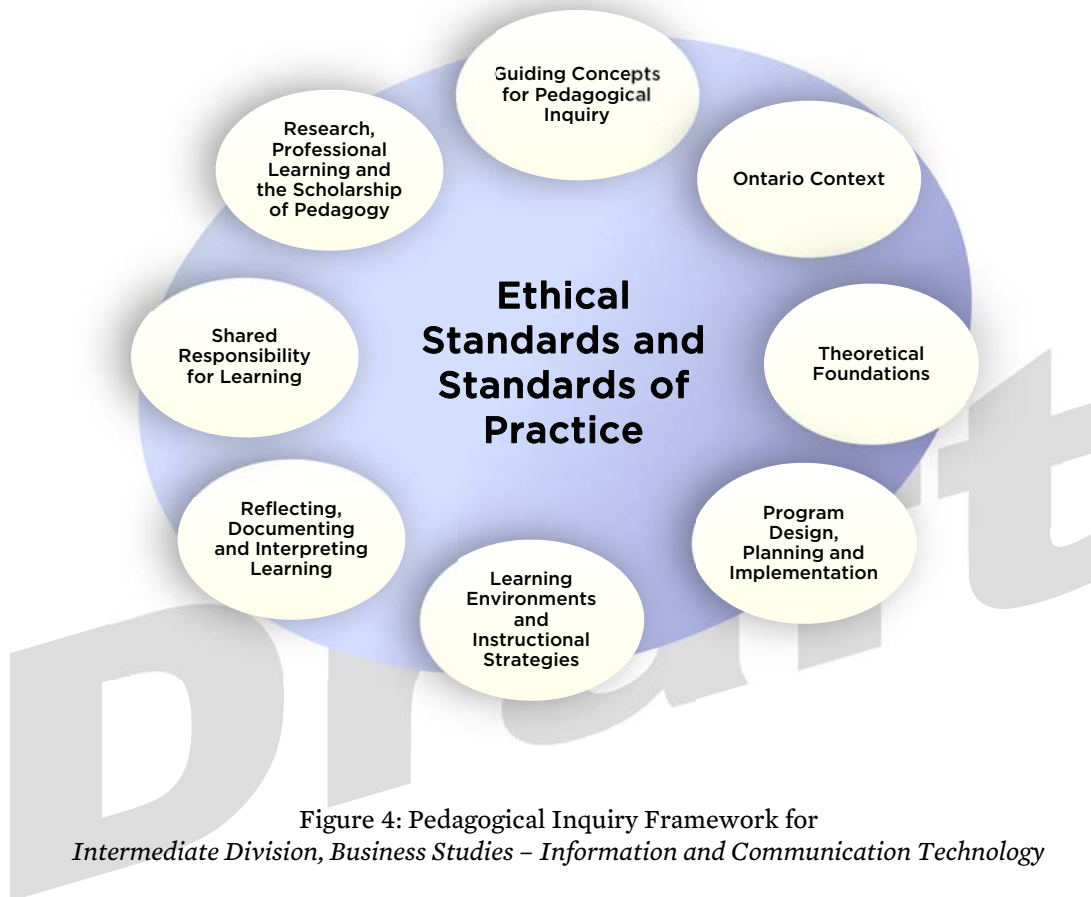 Guiding Concepts
for Pedagogical
Inquiry
Ontario Context
Theoretical
Foundations
Program
Design,
Planning and
Implementation
Learning
Environments
and
Instructional
Strategies
Reflecting,
Documenting
and Interpreting
Learning
Shared
Responsibility
for Learning
Research,
Professional
Learning and
the Scholarship
of Pedagogy
Ethical
Standards and
Standards of
Practice
Draft
Figure 4: Pedagogical Inquiry Framework for
Intermediate Division, Business Studies – Information and Communication Technology